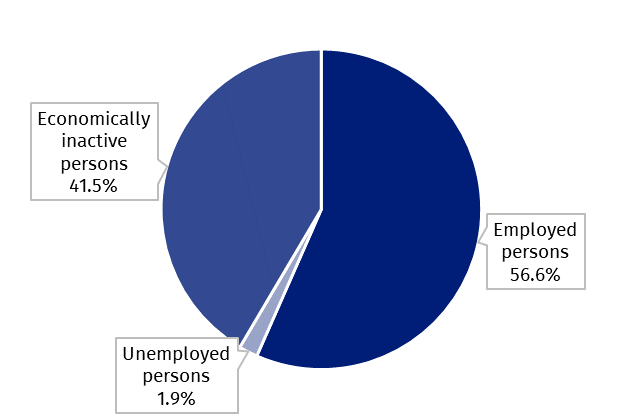 Economically
inactive
persons
41.5%
Employed
persons
56.6%
Unemployed
persons
1.9%